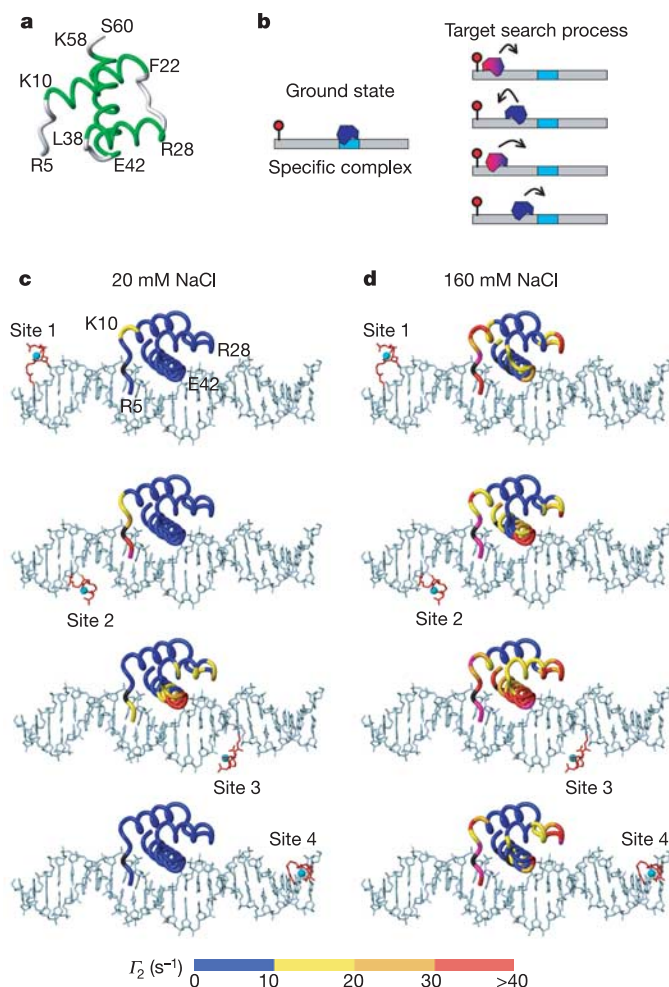 a
K58
S60
K10
F22
L38
R5
E42
R28
b
Ground state
Specific complex
Target search process
c
20 mM NaCl
Site 1
K10
R28
R5
E42
Site 2
Site 3
Site 4
d
160 mM NaCl
Site 1
Site 2
Site 3
Site 4
Γ2 (s–1)
0 10 20 30 >40